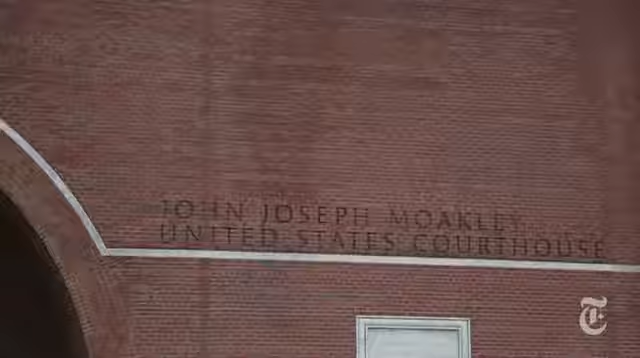 JOHN JOSEPH MOAKLEY
UNITED STATES COURTHOUSE
T